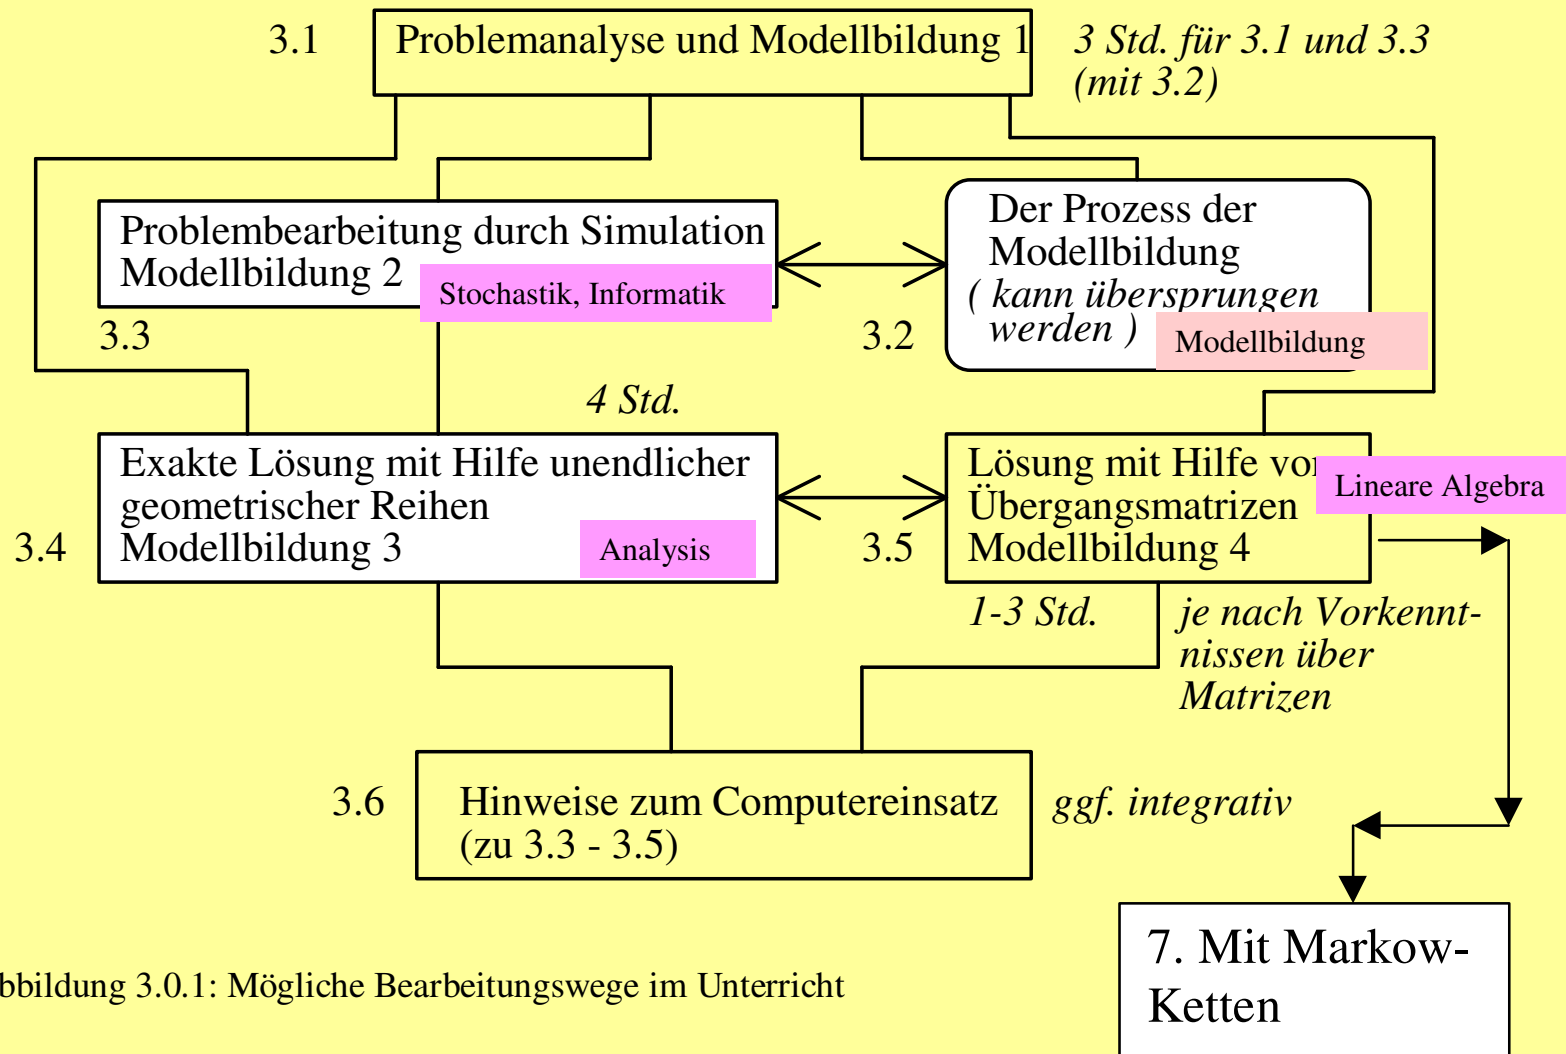 3.1
Problemanalyse und Modellbildung 1
3 Std. für 3.1 und 3.3
(mit 3.2)
Problembearbeitung durch Simulation
Modellbildung 2
Stochastik, Informatik
3.3
Der Prozess der
Modellbildung
( kann übersprungen
werden )
Modellbildung
3.2
4 Std.
Exakte Lösung mit Hilfe unendlicher
geometrischer Reihen
Modellbildung 3
Analysis
3.4
Lösung mit Hilfe von
Übergangsmatrizen
Modellbildung 4
Lineare Algebra
3.5
1-3 Std.
je nach Vorkennt-
nissen über
Matrizen
3.6
Hinweise zum Computereinsatz
(zu 3.3 - 3.5)
ggf. integrativ
7. Mit Markow-
Ketten
bbildung 3.0.1: Mögliche Bearbeitungswege im Unterricht